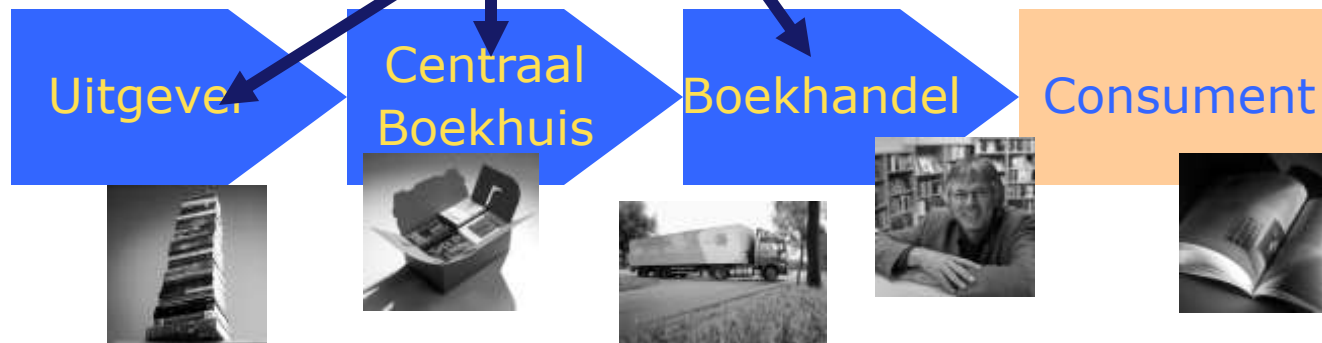 Uitgever
Centraal
Boekhuis
Boekhandel
Consument